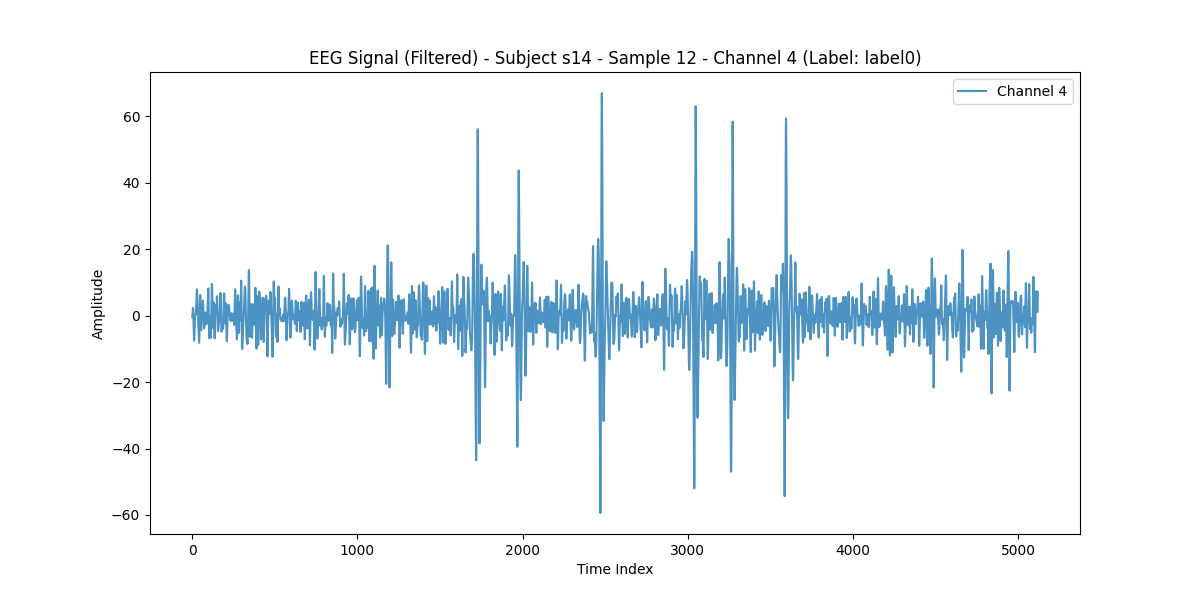 EEG Signal (Filtered) - Subject s14 - Sample 12 - Channel 4 (Label: label0)
Channel 4
60
40
20
0
−20
−40
−60
Amplitude
0 1000 2000 3000 4000 5000
Time Index